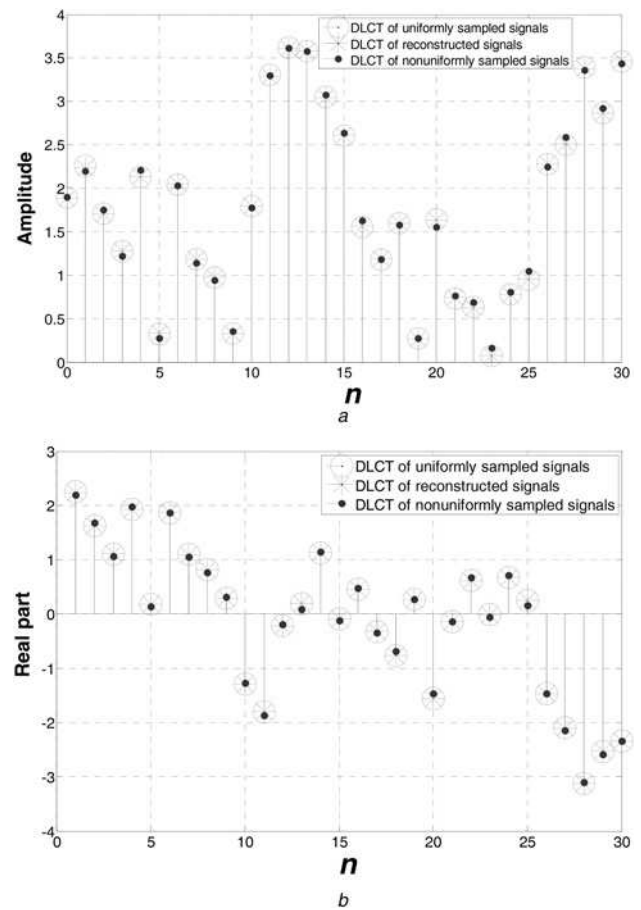 4
3.5
3
2.5
2
1.5
1
0.5
0
Amplitude
DLCT of uniformly sampled signals
DLCT of reconstructed signals
DLCT of nonuniformly sampled signals
0 5 10 15 20 25 30
n
a
3
2
1
0
-1
-2
-3
-4
Real part
DLCT of uniformly sampled signals
DLCT of reconstructed signals
DLCT of nonuniformly sampled signals
0 5 10 15 20 25 30
n
b